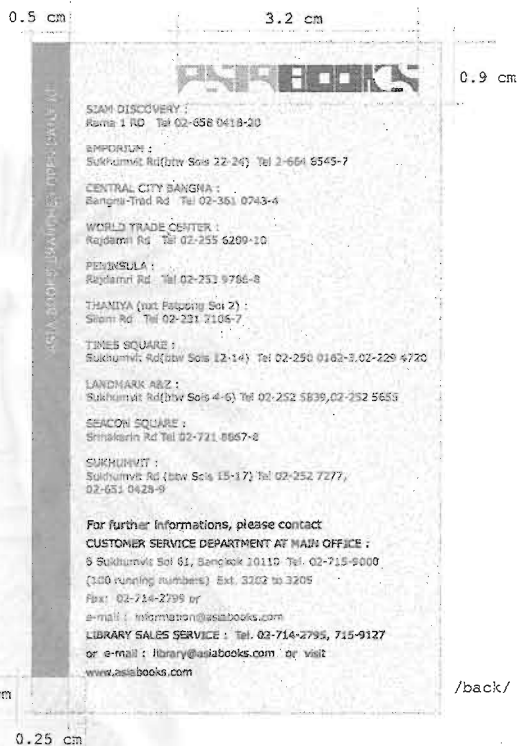 0.5 cm
3.2 cm
0.9 cm
ASIA BOOKS
SIAM DISCOVERY :
Rama 1 RD Tel 02-658 0418-20
EMPORIUM :
Sukhumvit Rd(btw Sois 22-24) Tel 2-664 8545-7
CENTRAL CITY BANGNA :
Bangna-Trad Rd Tel 02-361 0743-4
WORLD TRADE CENTER :
Rajdamri Rd Tel 02-255 6209-10
PENINSULA :
Rajdamri Rd Tel 02-253 9786-8
THANIYA (nxt Patpong Soi 2) :
Silom Rd Tel 02-231 2106-7
TIMES SQUARE :
Sukhumvit Rd(btw Sois 12-14) Tel 02-250 0162-3,02-229 4720
LANDMARK A&Z :
Sukhumvit Rd(btw Sois 4-6) Tel 02-252 5839,02-252 5655
SEACON SQUARE :
Srinakarin Rd Tel 02-721 8867-8
SUKHUMVIT :
Sukhumvit Rd (btw Sois 15-17) Tel 02-252 7277,
02-651 0428-9
For further informations, please contact
CUSTOMER SERVICE DEPARTMENT AT MAIN OFFICE :
5 Sukhumvit Soi 61, Bangkok 10110 Tel. 02-715-9000
(100 running numbers) Ext. 3202 to 3205
Fax: 02-714-2799 or
e-mail : information@asiabooks.com
LIBRARY SALES SERVICE : Tel. 02-714-2795, 715-9127
or e-mail : library@asiabooks.com or visit
www.asiabooks.com
/back/
cm
0.25 cm